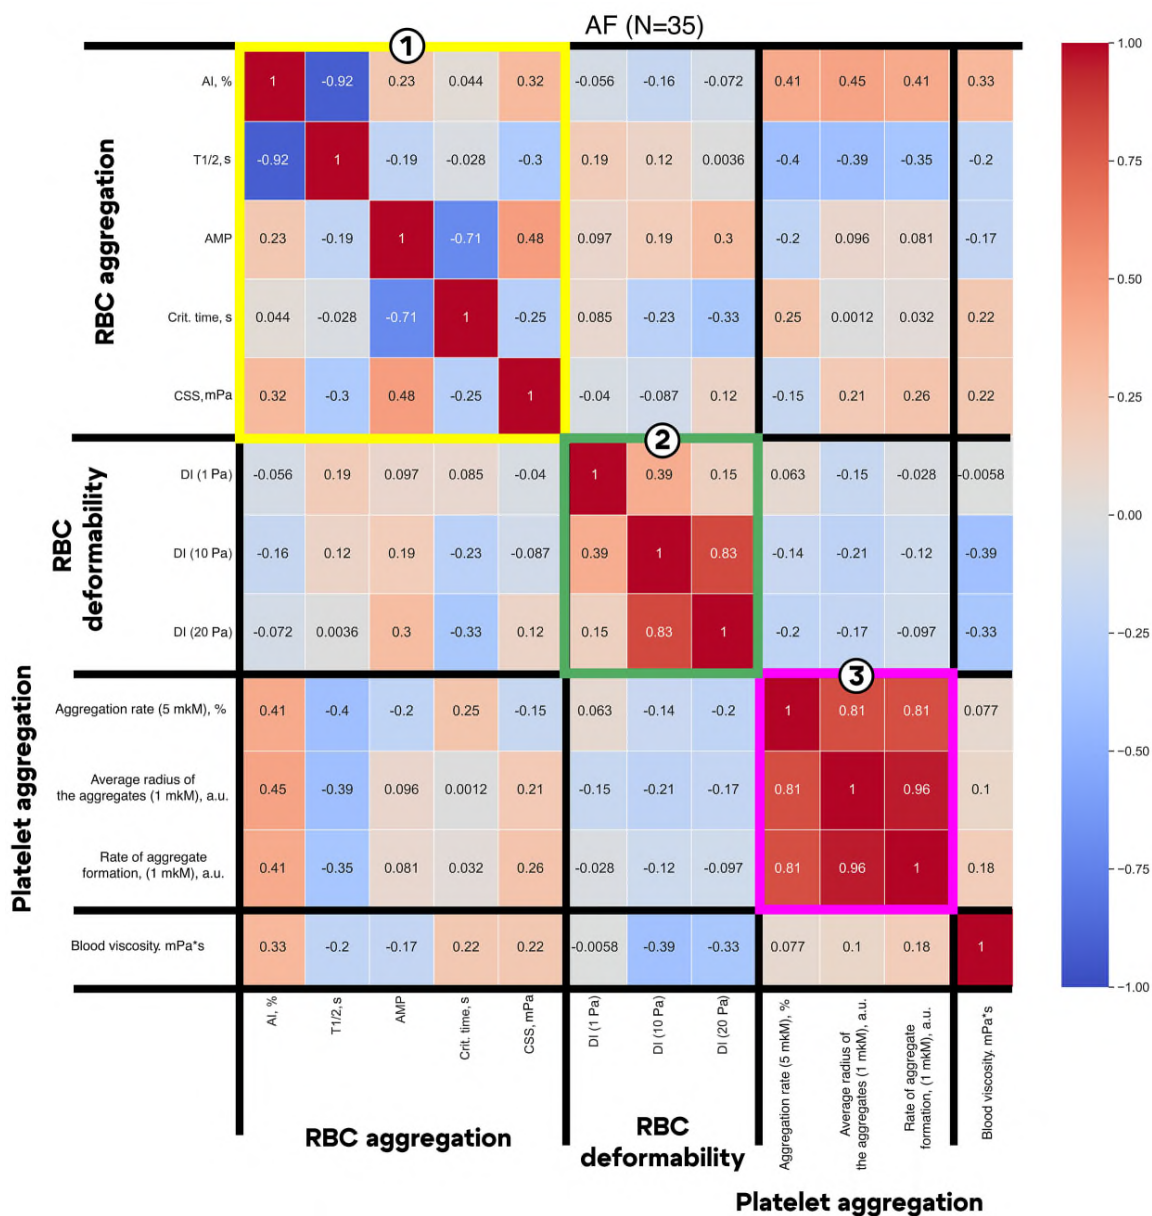 AF (N=35)
1
RBC aggregation
AI, % 1 -0.92 0.23 0.044 0.32 -0.056 -0.16 -0.072 0.41 0.45 0.41 0.33
T1/2, s -0.92 1 -0.19 -0.028 -0.3 0.19 0.12 0.0036 -0.4 -0.39 -0.35 -0.2
AMP 0.23 -0.19 1 -0.71 0.48 0.097 0.19 0.3 -0.2 0.096 0.081 -0.17
Crit. time, s 0.044 -0.028 -0.71 1 -0.25 0.085 -0.23 -0.33 0.25 0.0012 0.032 0.22
CSS, mPa 0.32 -0.3 0.48 -0.25 1 -0.04 -0.087 0.12 -0.15 0.21 0.26 0.22
2
RBC
deformability
DI (1 Pa) -0.056 0.19 0.097 0.085 -0.04 1 0.39 0.15 0.063 -0.15 -0.028 -0.0058
DI (10 Pa) -0.16 0.12 0.19 -0.23 -0.087 0.39 1 0.83 -0.14 -0.21 -0.12 -0.39
DI (20 Pa) -0.072 0.0036 0.3 -0.33 0.12 0.15 0.83 1 -0.2 -0.17 -0.097 -0.33
3
Platelet aggregation
Aggregation rate (5 mkM), % 0.41 -0.4 -0.2 0.25 -0.15 0.063 -0.14 -0.2 1 0.81 0.81 0.077
Average radius of
the aggregates (1 mkM), a.u. 0.45 -0.39 0.096 0.0012 0.21 -0.15 -0.21 -0.17 0.81 1 0.96 0.1
Rate of aggregate
formation, (1 mkM), a.u. 0.41 -0.35 0.081 0.032 0.26 -0.028 -0.12 -0.097 0.81 0.96 1 0.18
Blood viscosity. mPa*s 0.33 -0.2 -0.17 0.22 0.22 -0.0058 -0.39 -0.33 0.077 0.1 0.18 1
AI, %
T1/2, s
AMP
Crit. time, s
CSS, mPa
DI (1 Pa)
DI (10 Pa)
DI (20 Pa)
Aggregation rate (5 mkM), %
Average radius of
the aggregates (1 mkM), a.u.
Rate of aggregate
formation, (1 mkM), a.u.
Blood viscosity. mPa*s
RBC aggregation
RBC
deformability
Platelet aggregation
1.00
0.75
0.50
0.25
0.00
−0.25
−0.50
−0.75
−1.00